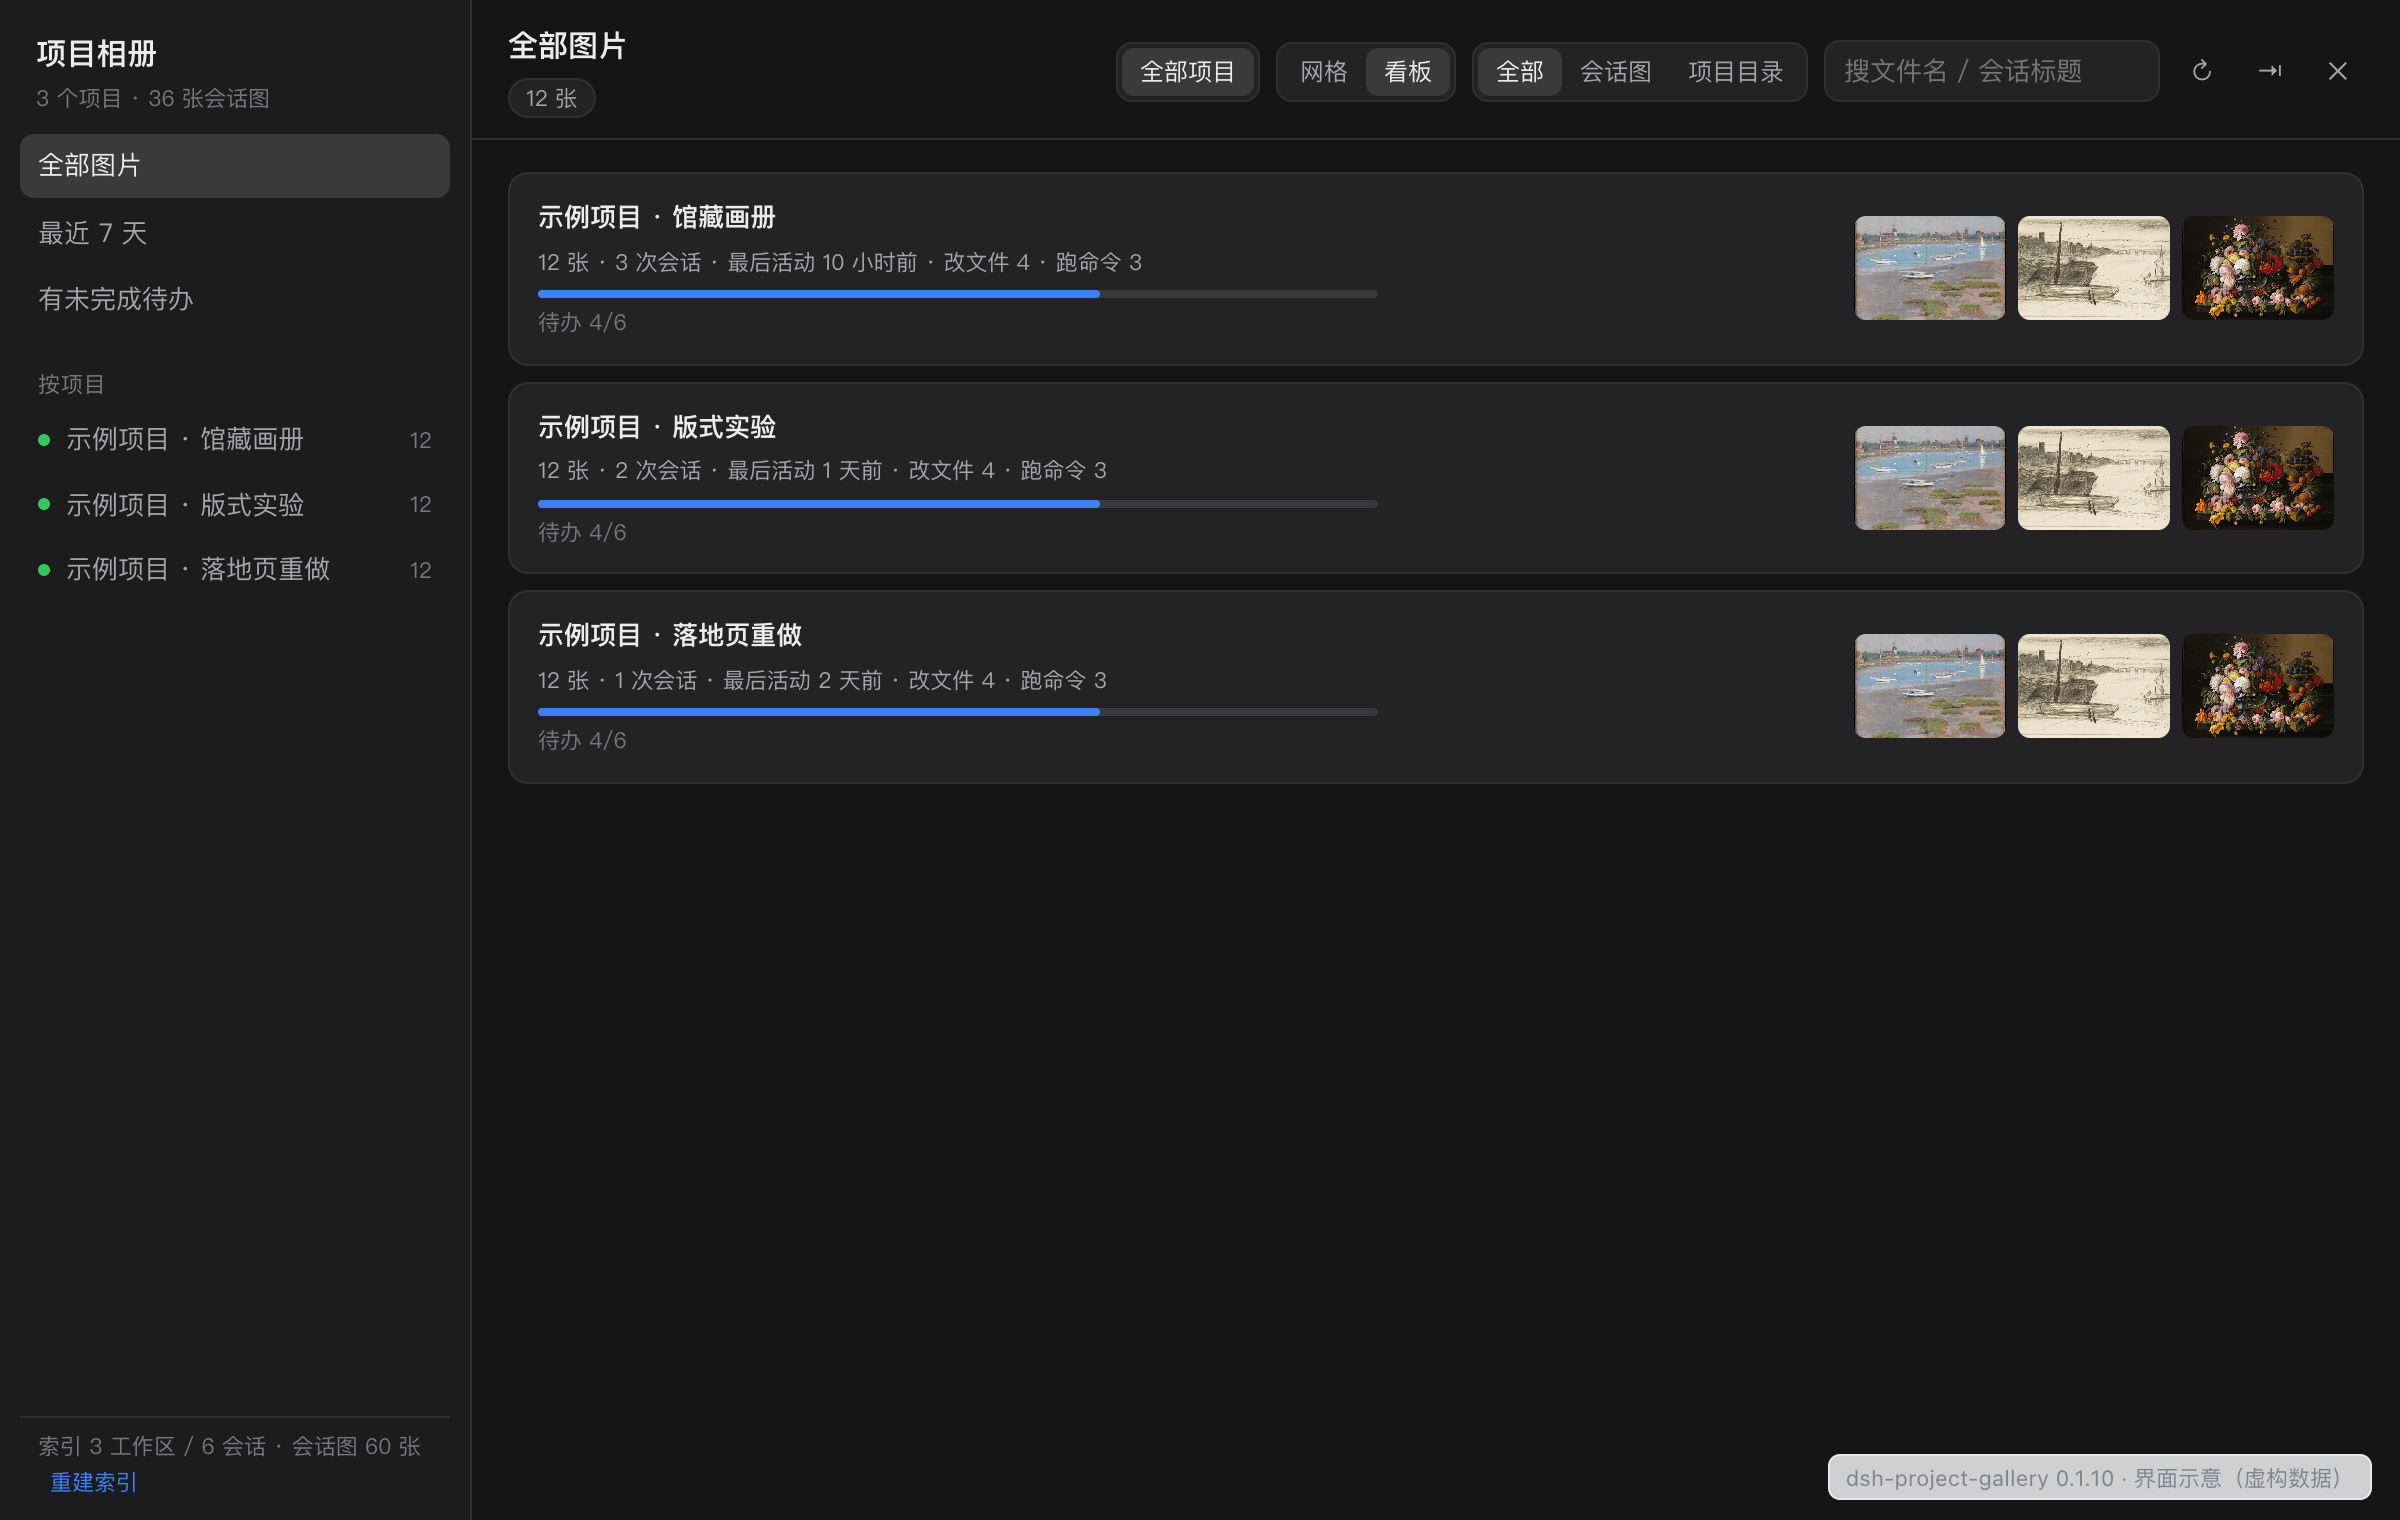 项目相册
3 个项目 · 36 张会话图
全部图片
最近 7 天
有未完成待办
按项目
示例项目 · 馆藏画册 12
示例项目 · 版式实验 12
示例项目 · 落地页重做 12
索引 3 工作区 / 6 会话 · 会话图 60 张
重建索引
全部图片
12 张
全部项目 网格 看板 全部 会话图 项目目录 搜文件名 / 会话标题
示例项目 · 馆藏画册
12 张 · 3 次会话 · 最后活动 10 小时前 · 改文件 4 · 跑命令 3
待办 4/6
示例项目 · 版式实验
12 张 · 2 次会话 · 最后活动 1 天前 · 改文件 4 · 跑命令 3
待办 4/6
示例项目 · 落地页重做
12 张 · 1 次会话 · 最后活动 2 天前 · 改文件 4 · 跑命令 3
待办 4/6
dsh-project-gallery 0.1.10 · 界面示意（虚构数据）